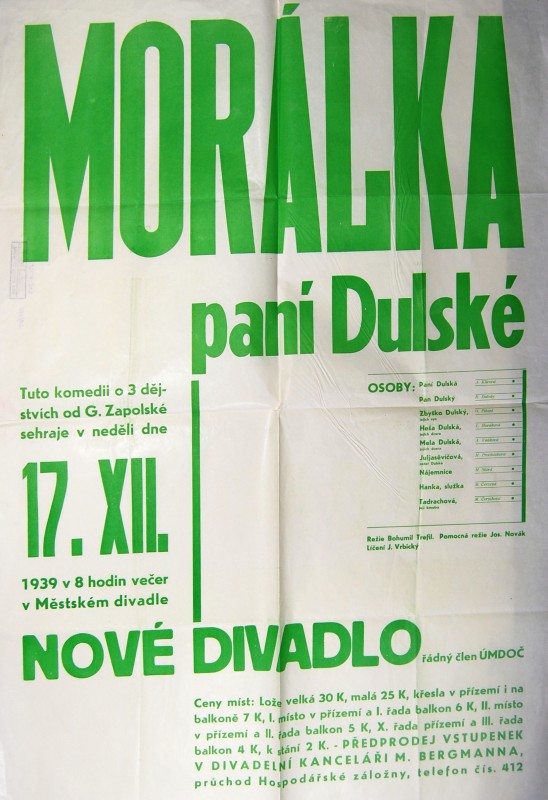 MORÁLKA
paní Dulské
Tuto komedii o 3 děj-
stvích od G. Zapolské
sehraje v neděli dne
17. XII.
1939 v 8 hodin večer
v Městském divadle
OSOBY: Paní Dulská
Pan Dulský
Zbyško Dulský,
Heša Dulská,
Mela Dulská,
Juljasěvičová,
Nájemnice
Hanka, služka
Tadrachová,
Režie Bohumil Trefil. Pomocná režie Jos. Novák
Líčení J. Vrbický
NOVÉ DIVADLO řádný člen ÚMDOČ
Ceny míst: Lože velká 30 K, malá 25 K, křesla v přízemí i na
balkoně 7 K, I. místo v přízemí a I. řada balkon 6 K, II. místo
v přízemí a II. řada balkon 5 K, X. řada přízemí a III. řada
balkon 4 K, k stání 2 K. - PŘEDPRODEJ VSTUPENEK
V DIVADELNÍ KANCELÁŘI M. BERGMANNA,
průchod Hospodářské záložny, telefon čís. 412